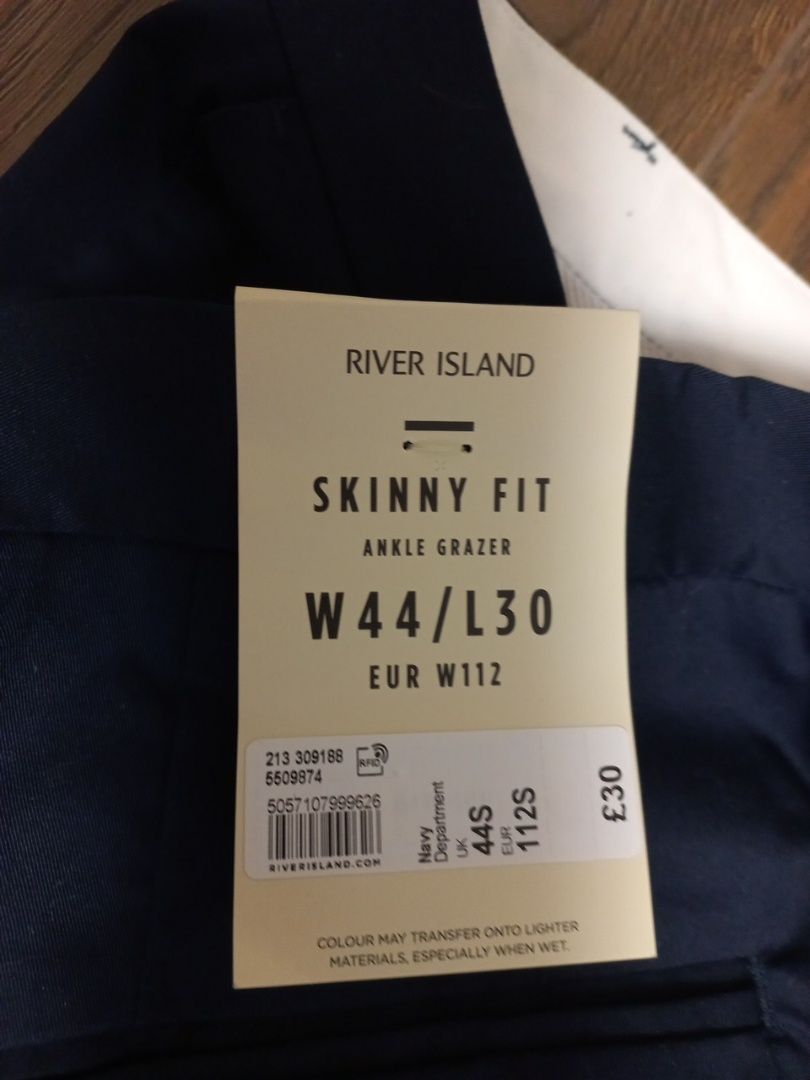 RIVER ISLAND
SKINNY FIT
ANKLE GRAZER
W44/L30
EUR W112
213 309188
5509874
RFID
5057107999626
RIVERISLAND.COM
Navy
Department
UK
44S
EUR
112S
£30
COLOUR MAY TRANSFER ONTO LIGHTER
MATERIALS, ESPECIALLY WHEN WET.